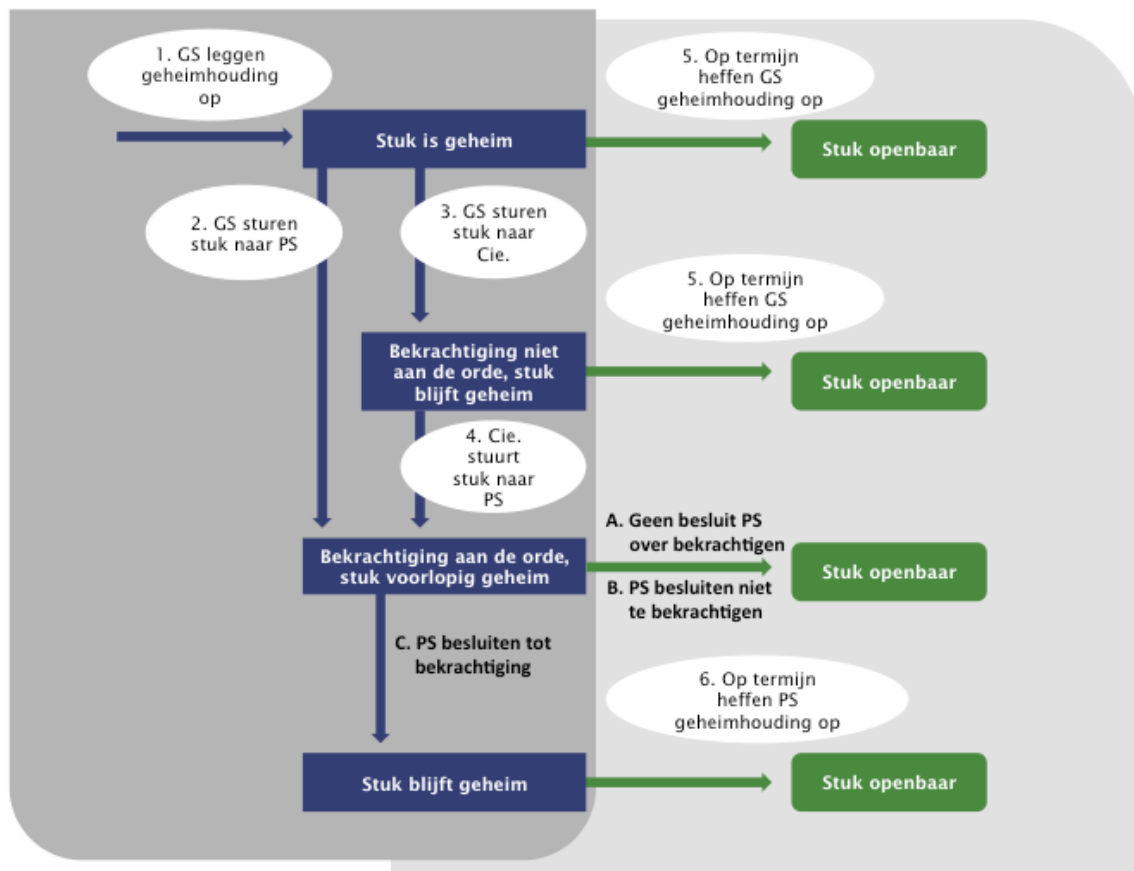 1. GS leggen
geheimhouding
op
5. Op termijn
heffen GS
geheimhouding op
Stuk is geheim
Stuk openbaar
2. GS sturen
stuk naar PS
3. GS sturen
stuk naar
Cie.
5. Op termijn
heffen GS
geheimhouding op
Bekrachtiging niet
aan de orde, stuk
blijft geheim
Stuk openbaar
4. Cie.
stuurt
stuk naar
PS
A. Geen besluit PS
over bekrachtigen
Bekrachtiging aan de orde,
stuk voorlopig geheim
Stuk openbaar
B. PS besluiten niet
te bekrachtigen
C. PS besluiten tot
bekrachtiging
6. Op termijn
heffen PS
geheimhouding op
Stuk blijft geheim
Stuk openbaar